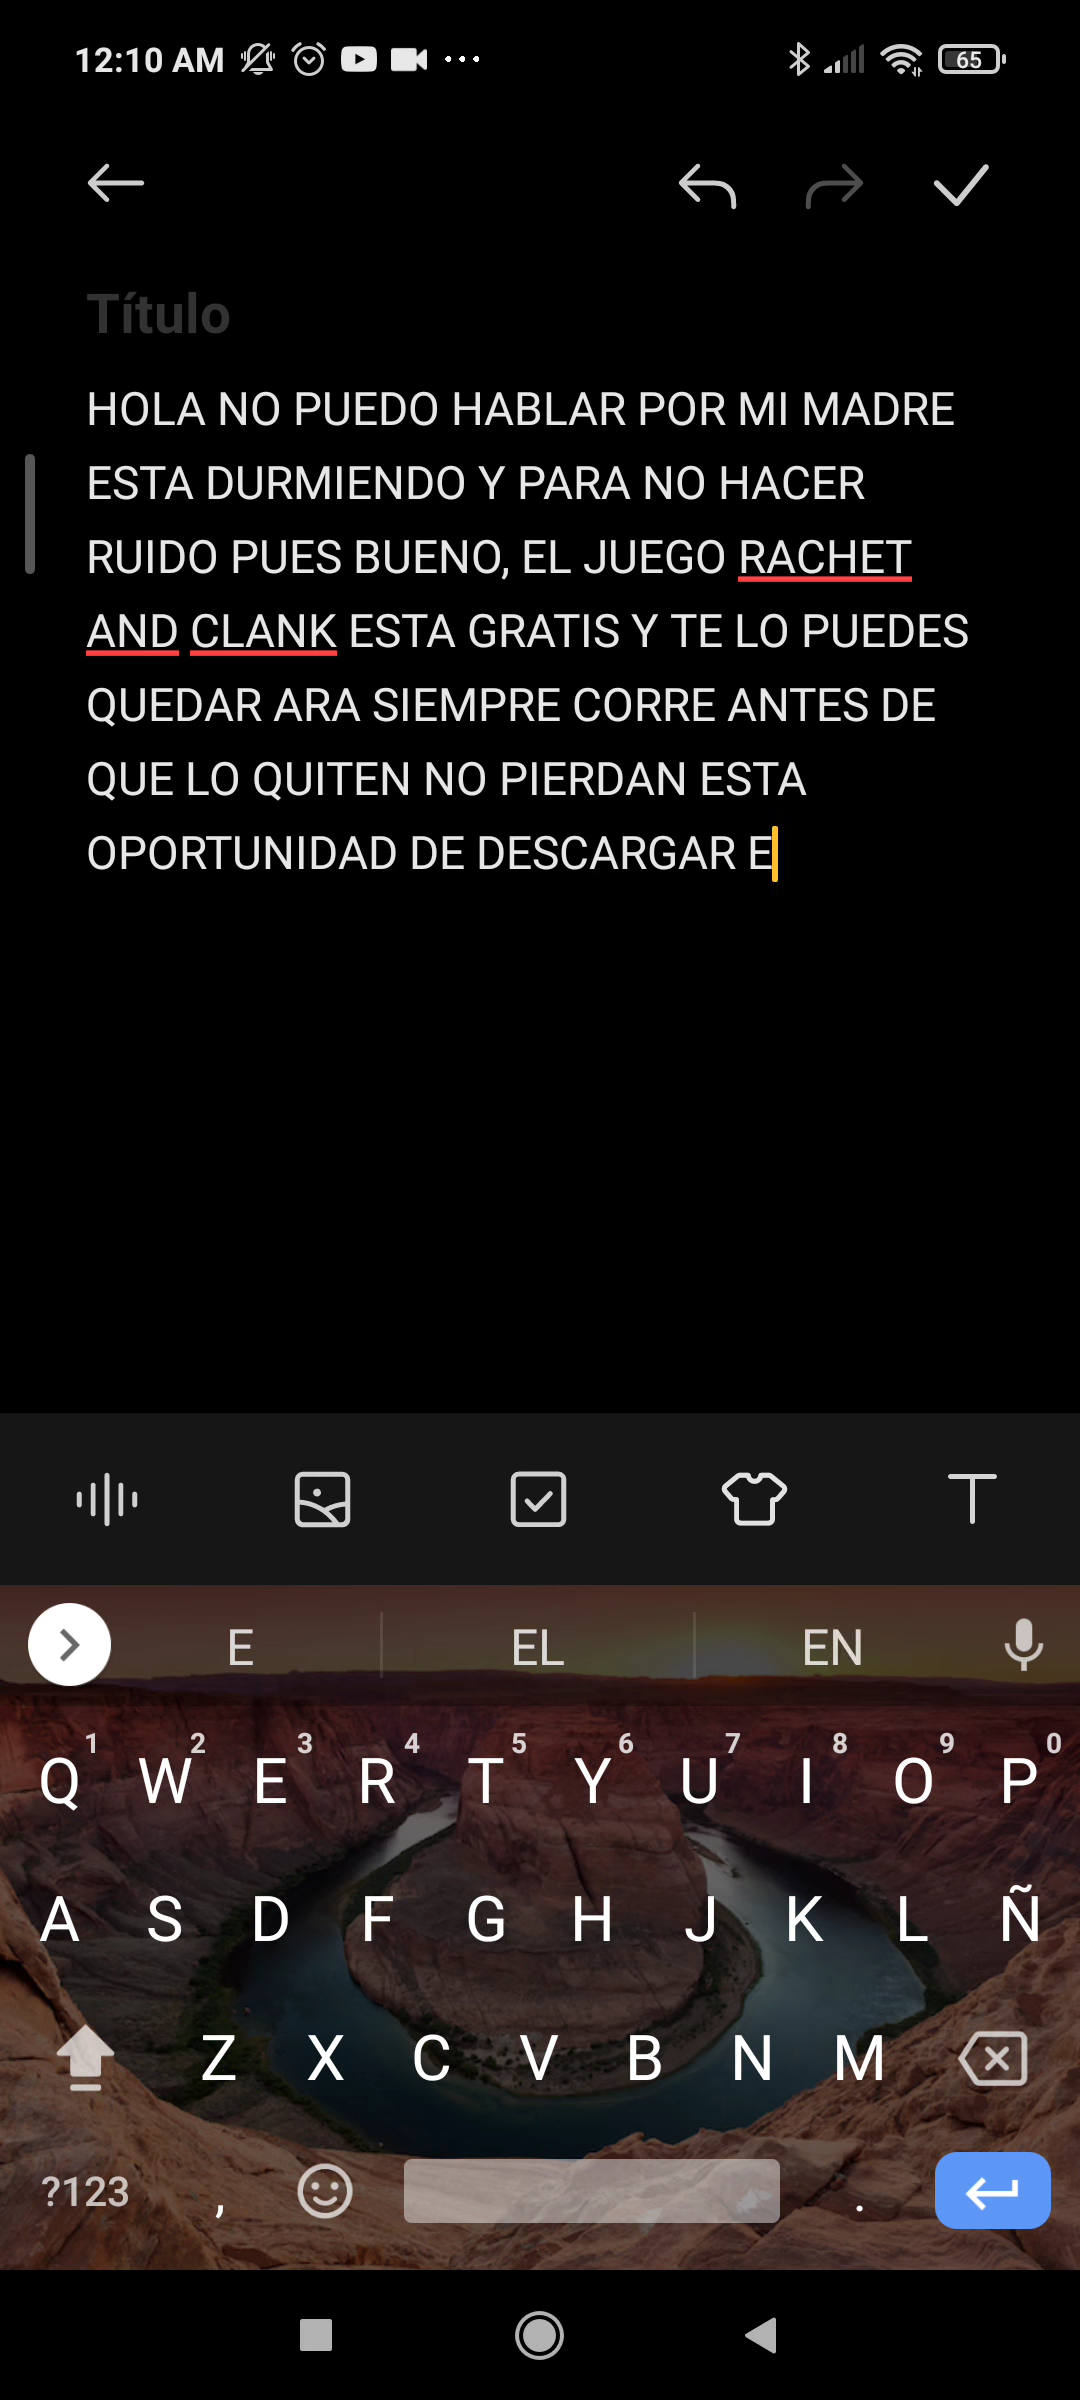 12:10 AM
65
Título
HOLA NO PUEDO HABLAR POR MI MADRE
ESTA DURMIENDO Y PARA NO HACER
RUIDO PUES BUENO, EL JUEGO RACHET
AND CLANK ESTA GRATIS Y TE LO PUEDES
QUEDAR ARA SIEMPRE CORRE ANTES DE
QUE LO QUITEN NO PIERDAN ESTA
OPORTUNIDAD DE DESCARGAR E
T
E EL EN
1 2 3 4 5 6 7 8 9 0
Q W E R T Y U I O P
A S D F G H J K L Ñ
Z X C V B N M
?123 , .